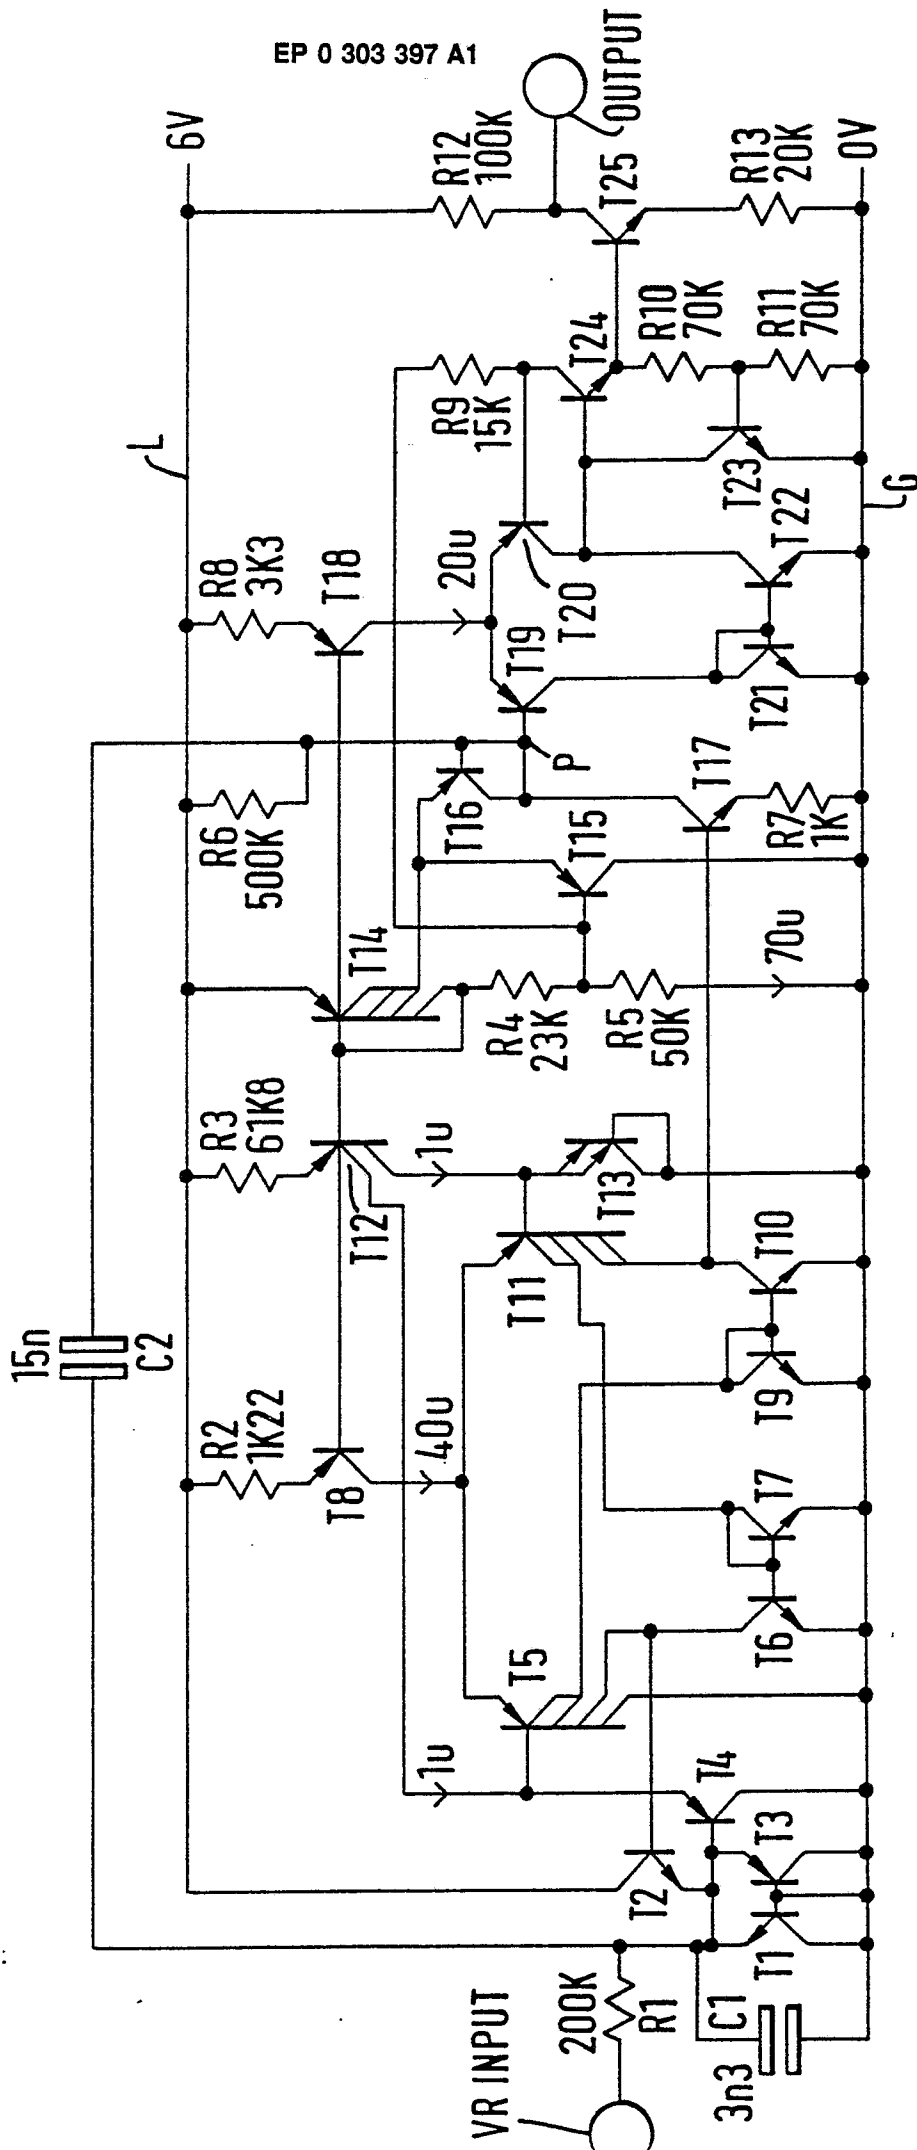 EP 0 303 397 A1
15n
C2
6V
L
R2
1K22
R3
61K8
R6
500K
R8
3K3
R12
100K
OUTPUT
T8
T12
T14
T18
40u
1u
1u
20u
R9
15K
T5
T11
T13
R4
23K
R5
50K
70u
T16
T15
P
T19
T20
T24
T25
R10
70K
R11
70K
R13
20K
VR INPUT
200K
R1
C1
3n3
T2
T4
T1
T3
T6
T7
T9
T10
T17
R7
1K
T21
T22
T23
G
0V